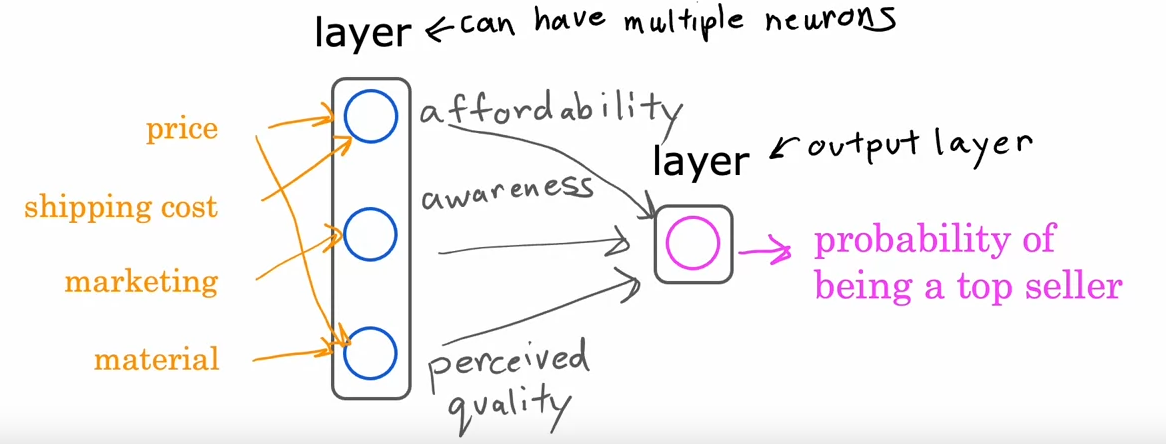 layer ← can have multiple neurons
price
shipping cost
marketing
material
affordability
awareness
perceived
quality
layer ← output layer
probability of
being a top seller